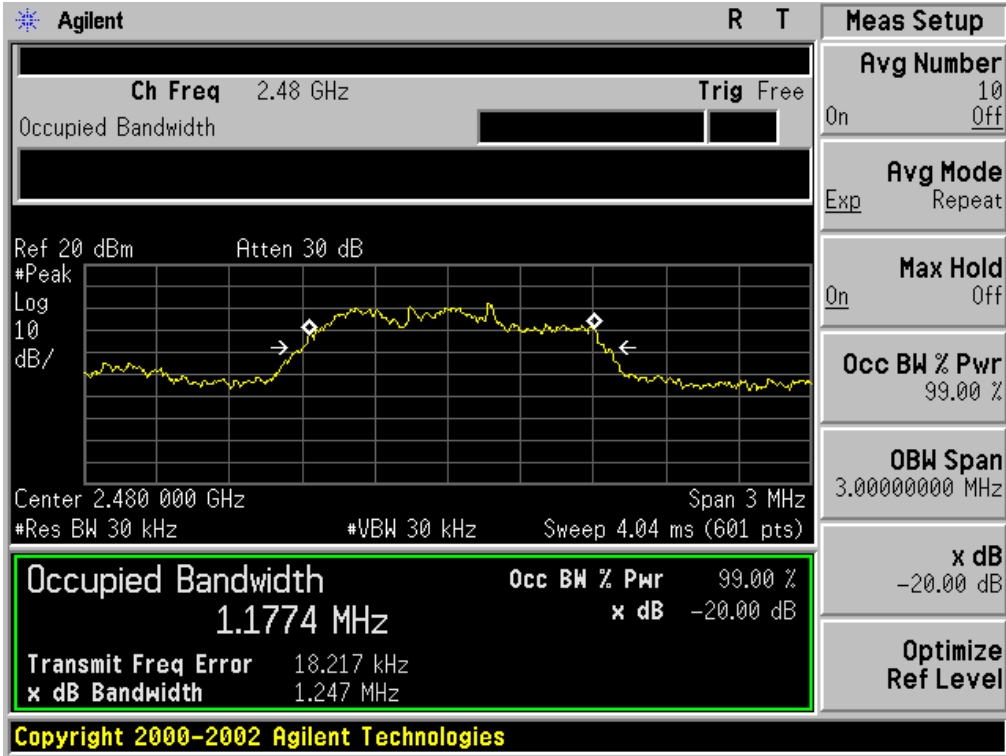 Agilent R T
Meas Setup
Ch Freq 2.48 GHz Trig Free
Occupied Bandwidth
Ref 20 dBm Atten 30 dB
#Peak
Log
10
dB/
Center 2.480 000 GHz Span 3 MHz
#Res BW 30 kHz #VBW 30 kHz Sweep 4.04 ms (601 pts)
Occupied Bandwidth
1.1774 MHz
Occ BW % Pwr 99.00 %
x dB -20.00 dB
Transmit Freq Error 18.217 kHz
x dB Bandwidth 1.247 MHz
Avg Number
10
On Off
Avg Mode
Exp Repeat
Max Hold
On Off
Occ BW % Pwr
99.00 %
OBW Span
3.00000000 MHz
x dB
-20.00 dB
Optimize
Ref Level
Copyright 2000-2002 Agilent Technologies